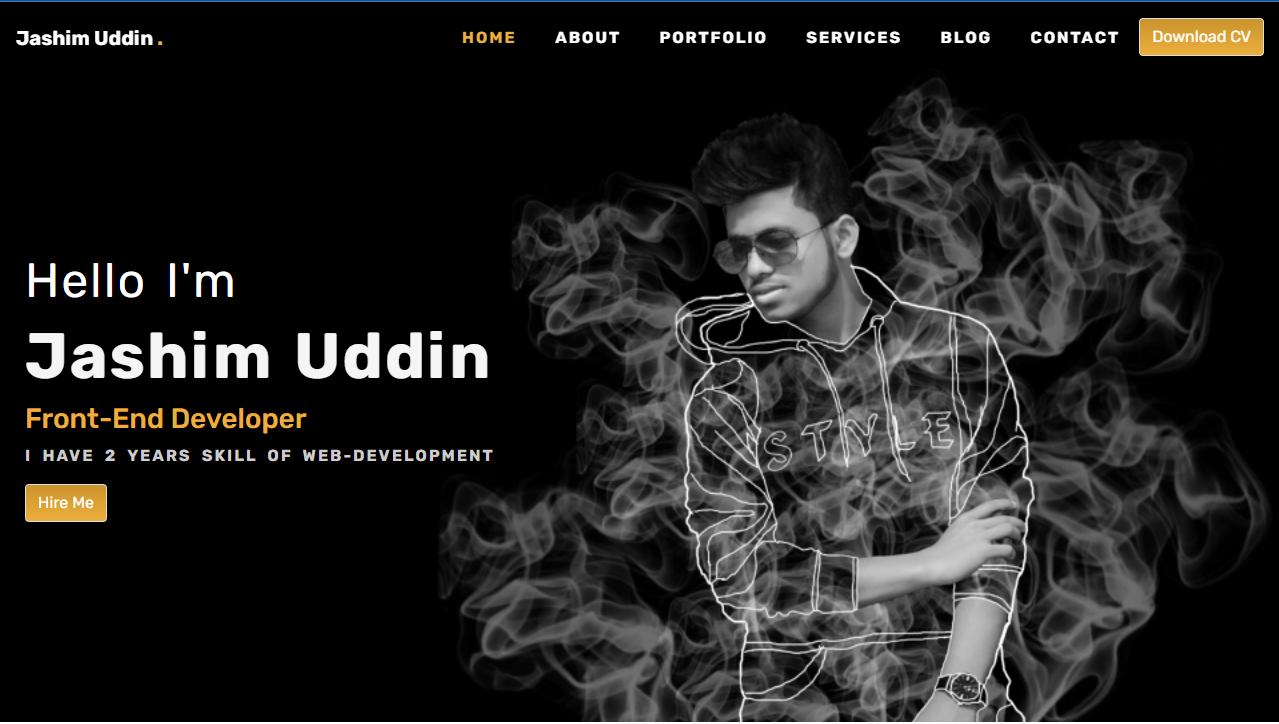 Jashim Uddin .
HOME ABOUT PORTFOLIO SERVICES BLOG CONTACT Download CV
Hello I'm
Jashim Uddin
Front-End Developer
I HAVE 2 YEARS SKILL OF WEB-DEVELOPMENT
Hire Me
STYLE